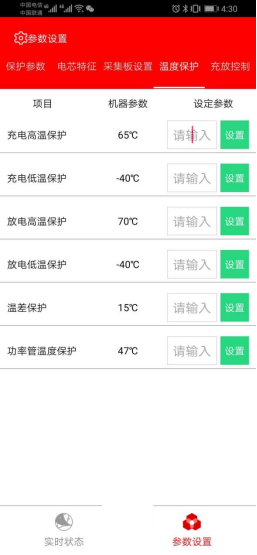 中国电信 中国联通 4:30
参数设置
保护参数 电芯特征 采集板设置 温度保护 充放控制
项目 机器参数 设定参数
充电高温保护 65℃ 请输入 设置
充电低温保护 -40℃ 请输入 设置
放电高温保护 70℃ 请输入 设置
放电低温保护 -40℃ 请输入 设置
温差保护 15℃ 请输入 设置
功率管温度保护 47℃ 请输入 设置
实时状态 参数设置